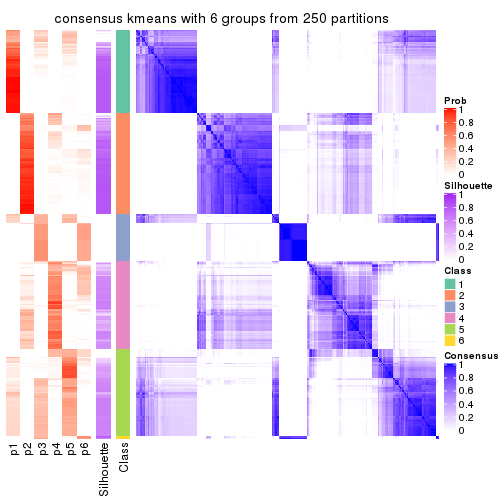 consensus kmeans with 6 groups from 250 partitions
Prob
1
0.8
0.6
0.4
0.2
0
Silhouette
1
0.8
0.6
0.4
0.2
0
Class
1
2
3
4
5
6
Consensus
1
0.8
0.6
0.4
0.2
0
p1
p2
p3
p4
p5
p6
Silhouette
Class